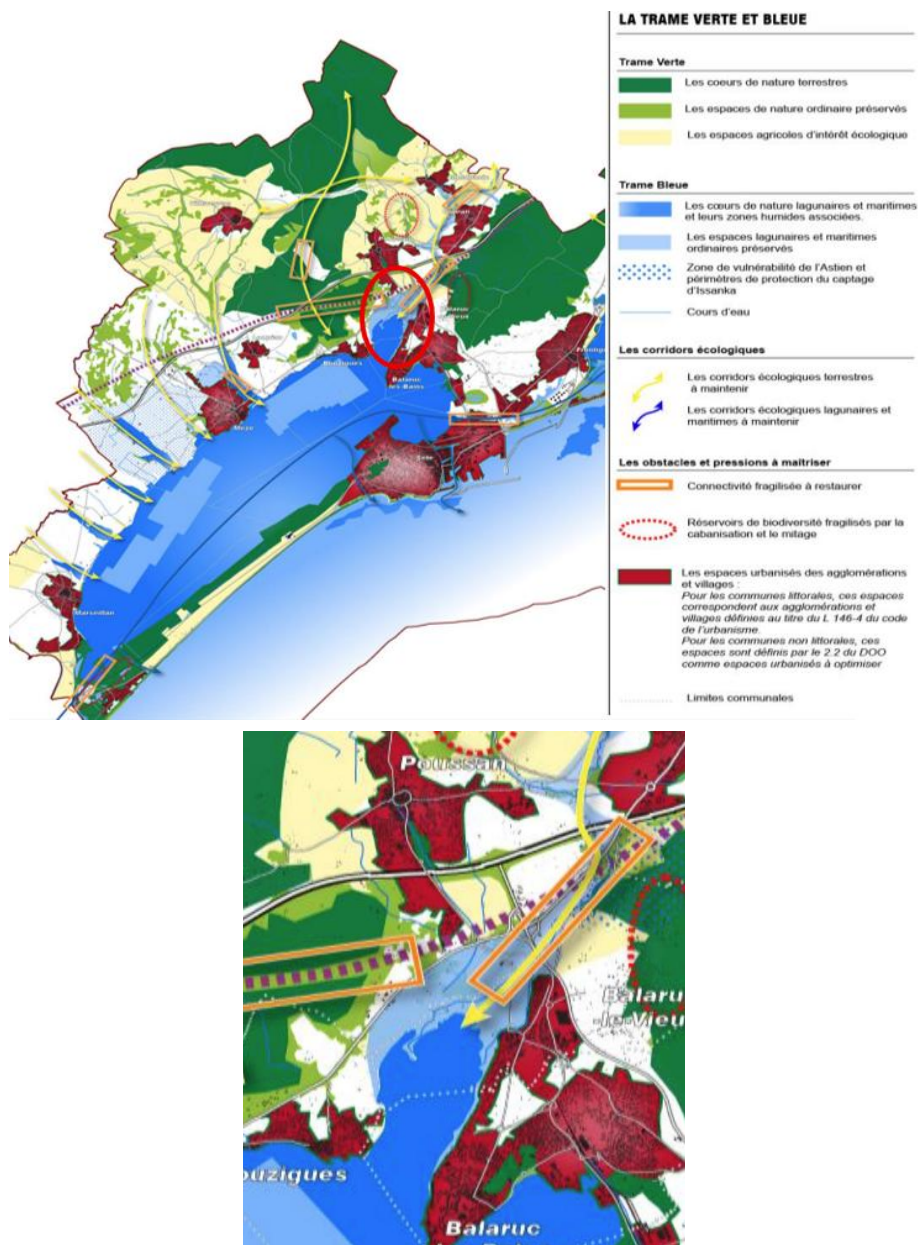 LA TRAME VERTE ET BLEUE
Trame Verte
Les coeurs de nature terrestres
Les espaces de nature ordinaire préservés
Les espaces agricoles d'intérêt écologique
Trame Bleue
Les cœurs de nature lagunaires et maritimes
et leurs zones humides associées.
Les espaces lagunaires et maritimes
ordinaires préservés
Zone de vulnérabilité de l'Astien et
périmètres de protection du captage
d'Issanka
Cours d'eau
Les corridors écologiques
Les corridors écologiques terrestres
à maintenir
Les corridors écologiques lagunaires et
maritimes à maintenir
Les obstacles et pressions à maîtriser
Connectivité fragilisée à restaurer
Réservoirs de biodiversité fragilisés par la
cabanisation et le mitage
Les espaces urbanisés des agglomérations
et villages :
Pour les communes littorales, ces espaces
correspondent aux agglomérations et
villages définies au titre du L 146-4 du code
de l'urbanisme.
Pour les communes non littorales, ces
espaces sont définis par le 2.2 du DOO
comme espaces urbanisés à optimiser
Limites communales
Mèze
Balaruc
les-Bains
Sète
Marseillan
Poussan
Balaruc
-le-Vieu
ouzigues
Balaruc